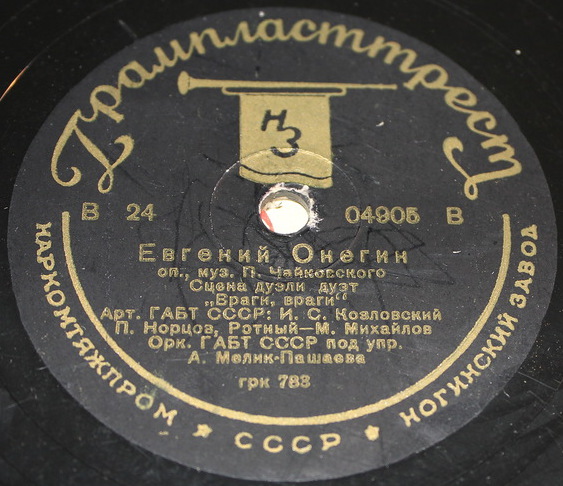 Грампласттрест
НЗ
В 24 04905 В
Евгений Онегин
оп., муз. П. Чайковского
Сцена дуэли, дуэт
„Враги, враги“
Арт. ГАБТ СССР: И. С. Козловский
П. Норцов, Ротный—М. Михайлов
Орк. ГАБТ СССР под упр.
А. Мелик-Пашаева
грк 783
НАРКОМТЯЖПРОМ ★ СССР ★ НОГИНСКИЙ ЗАВОД